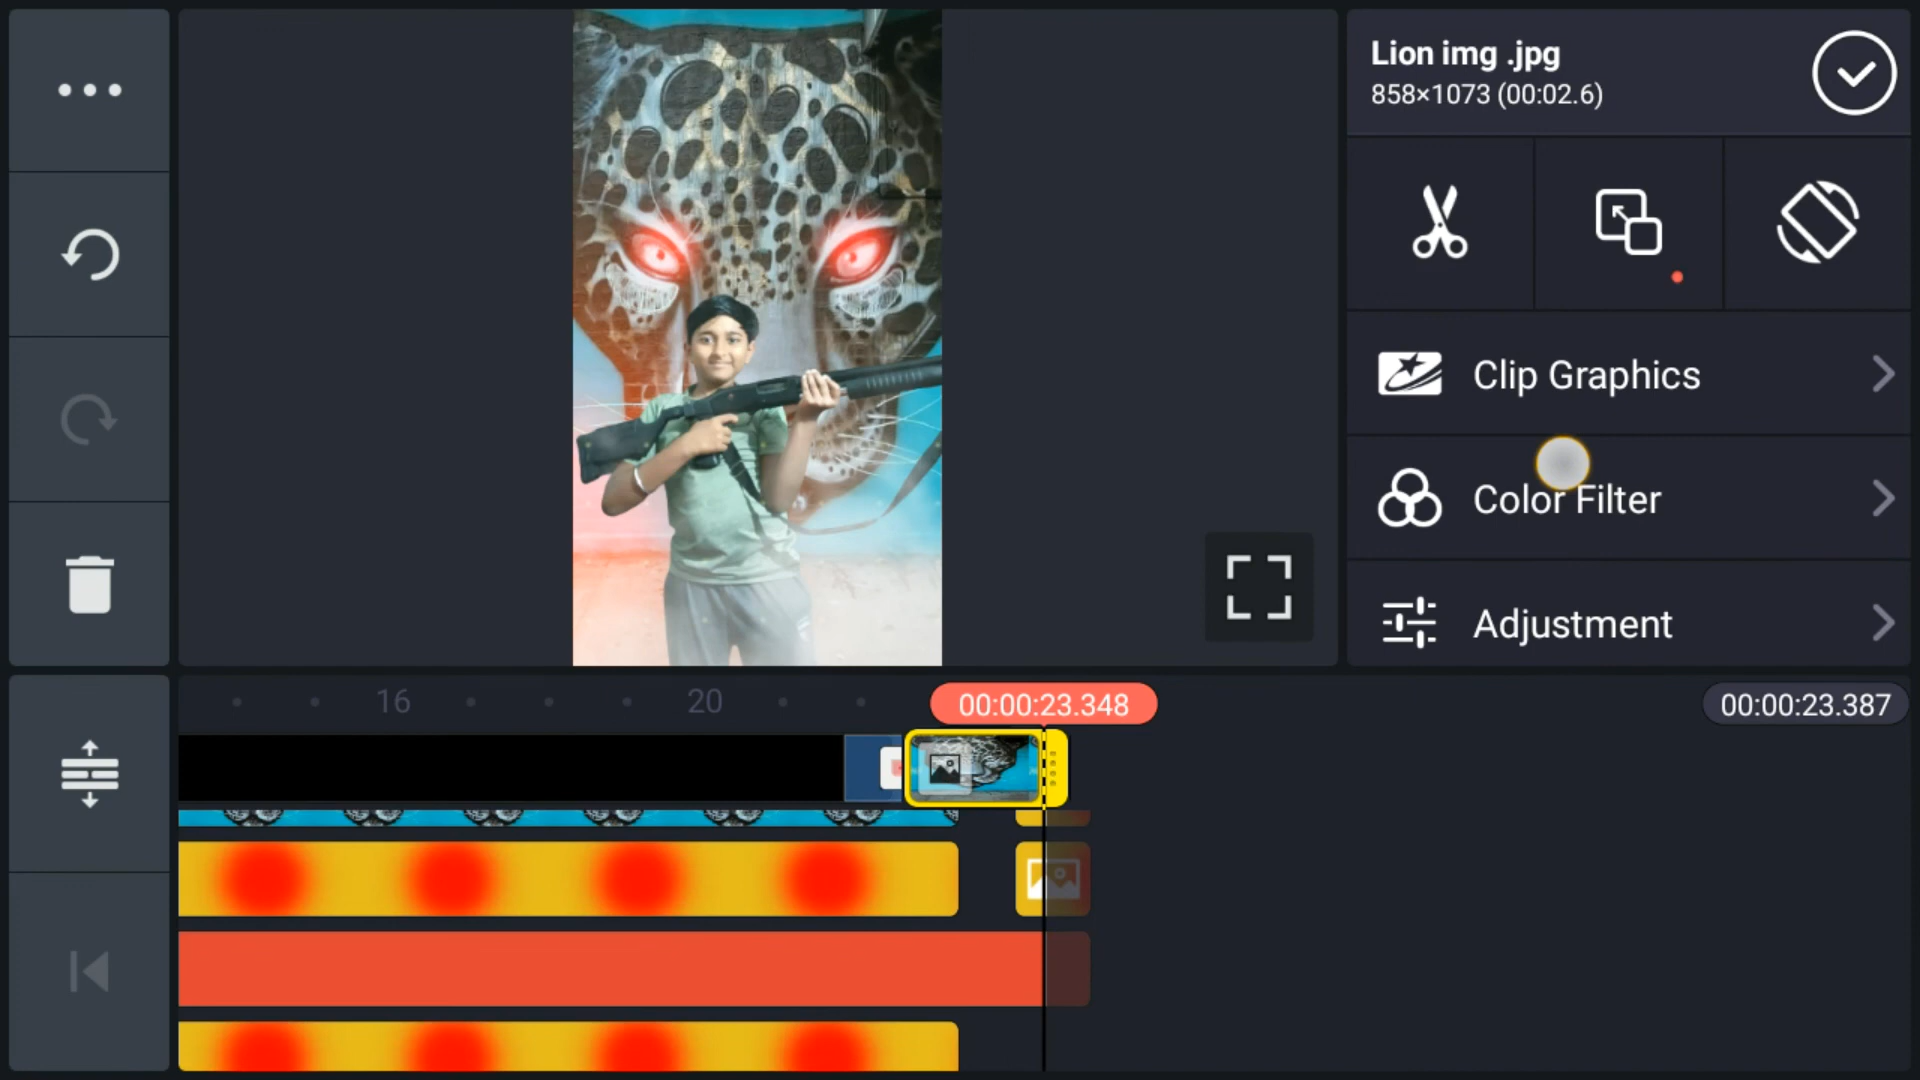 Lion img .jpg
858×1073 (00:02.6)
Clip Graphics
Color Filter
Adjustment
16
20
00:00:23.348
00:00:23.387